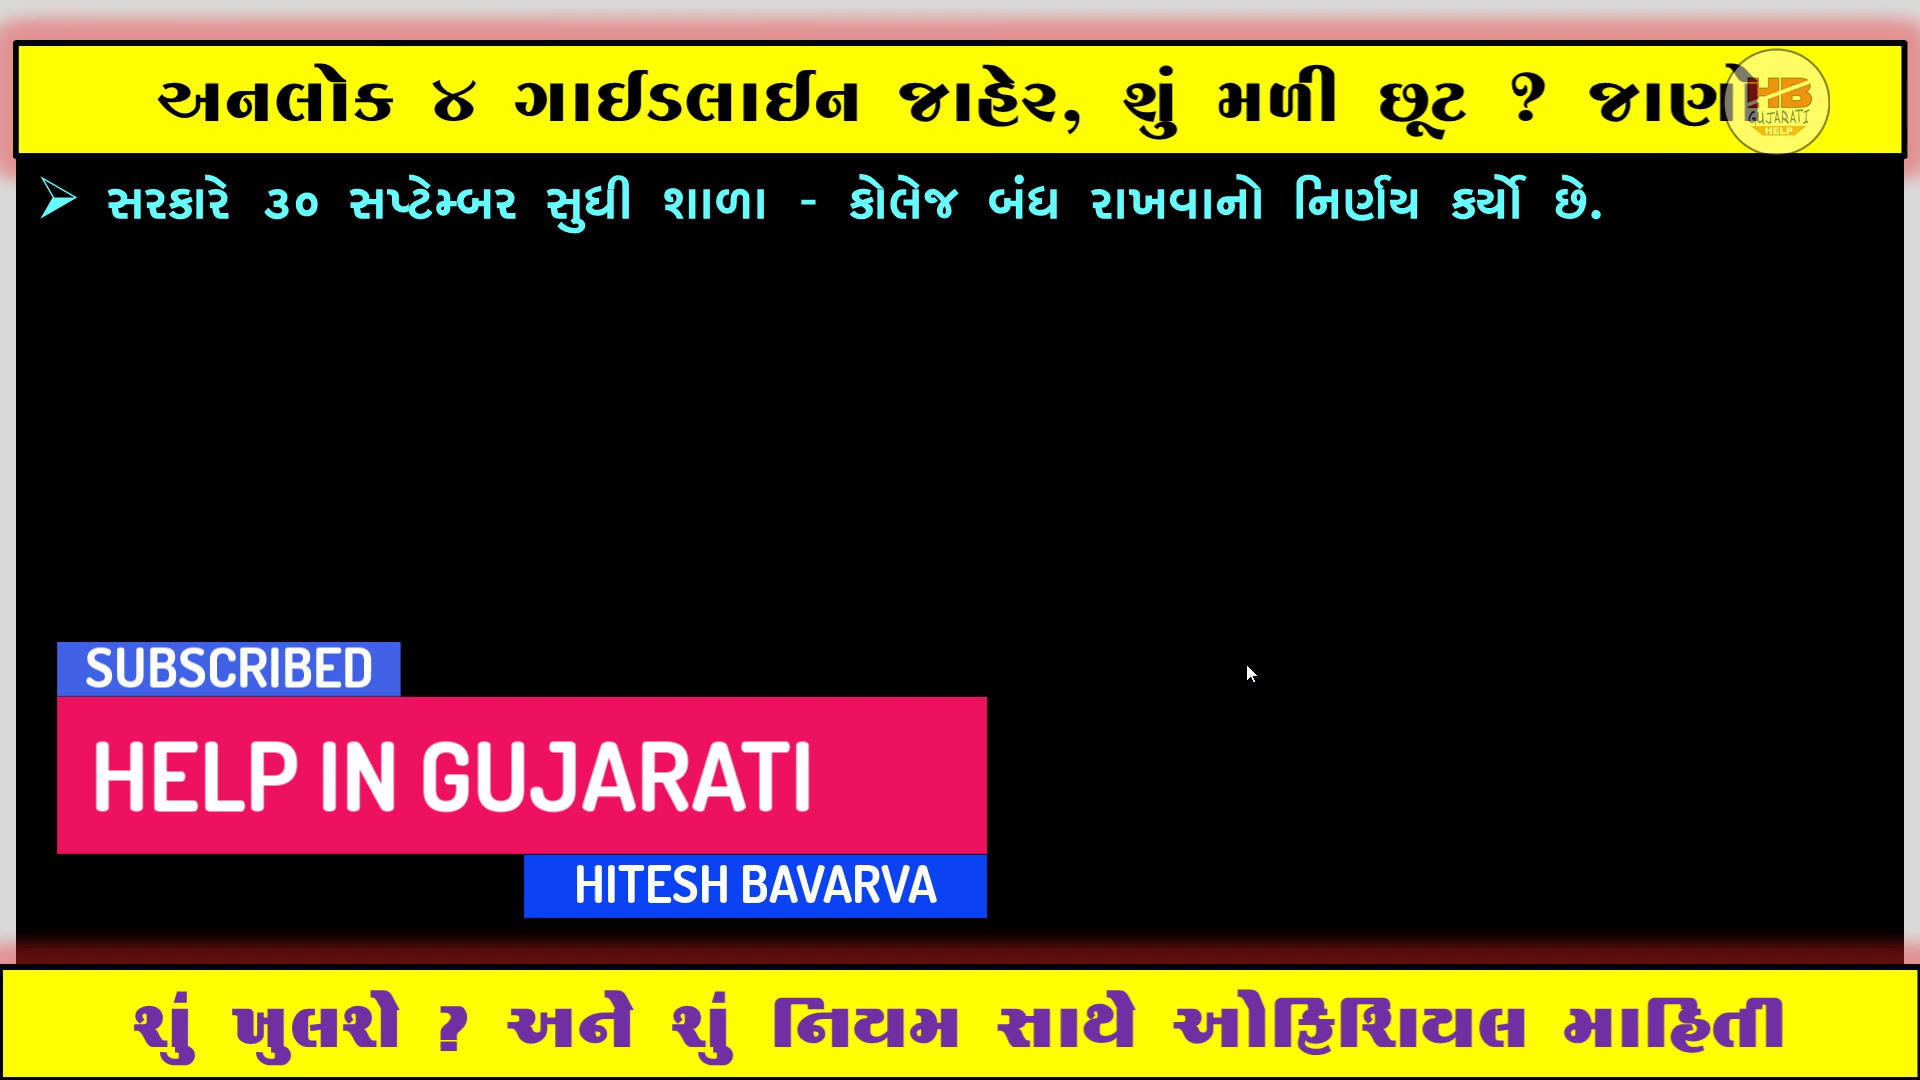 અનલોક ૪ ગાઈડલાઈન જાહેર, શું મળી છૂટ ? જાણો
HB
GUJARATI
HELP
➢ સરકારે ૩૦ સપ્ટેમ્બર સુધી શાળા - કોલેજ બંધ રાખવાનો નિર્ણય કર્યો છે.
SUBSCRIBED
HELP IN GUJARATI
HITESH BAVARVA
શું ખુલશે ? અને શું નિયમ સાથે ઓફિશિયલ માહિતી